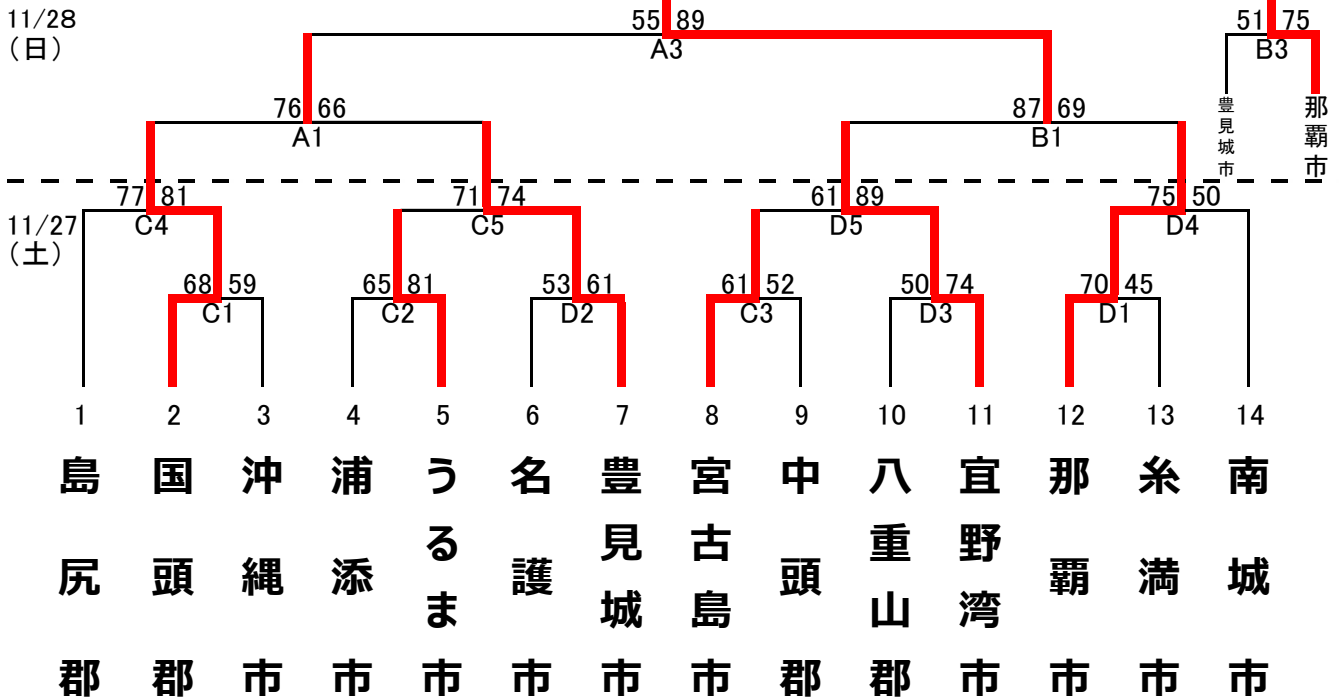 11/28
（日）
55 89
A3
51 75
B3
豊見城市
那覇市
76 66
A1
87 69
B1
11/27
（土）
77 81
C4
71 74
C5
61 89
D5
75 50
D4
68 59
C1
65 81
C2
53 61
D2
61 52
C3
50 74
D3
70 45
D1
1 2 3 4 5 6 7 8 9 10 11 12 13 14
島尻郡
国頭郡
沖縄市
浦添市
うるま市
名護市
豊見城市
宮古島市
中頭郡
八重山郡
宜野湾市
那覇市
糸満市
南城市